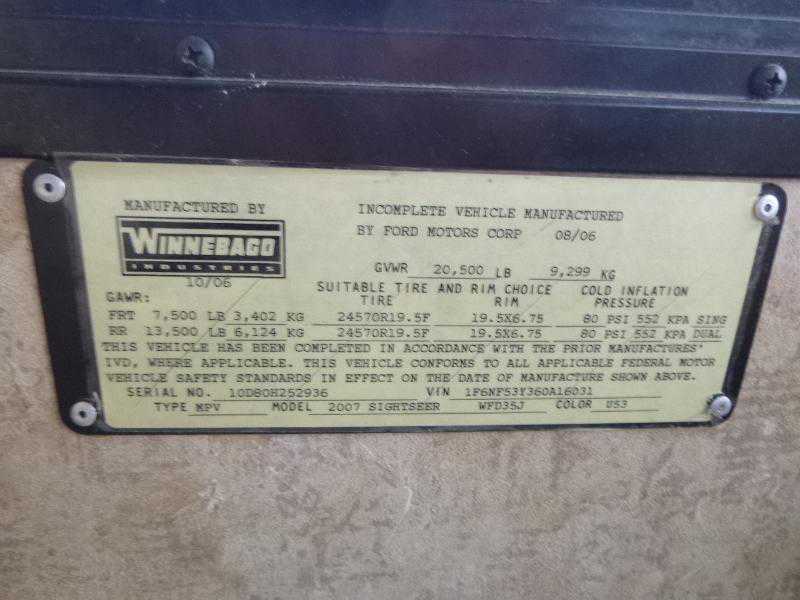 MANUFACTURED BY
WINNEBAGO
INDUSTRIES
10/06
INCOMPLETE VEHICLE MANUFACTURED
BY FORD MOTORS CORP 08/06
GVWR 20,500 LB 9,299 KG
SUITABLE TIRE AND RIM CHOICE COLD INFLATION
GAWR: TIRE RIM PRESSURE
FRT 7,500 LB 3,402 KG 24570R19.5F 19.5X6.75 80 PSI 552 KPA SING
RR 13,500 LB 6,124 KG 24570R19.5F 19.5X6.75 80 PSI 552 KPA DUAL
THIS VEHICLE HAS BEEN COMPLETED IN ACCORDANCE WITH THE PRIOR MANUFACTURES'
IVD, WHERE APPLICABLE. THIS VEHICLE CONFORMS TO ALL APPLICABLE FEDERAL MOTOR
VEHICLE SAFETY STANDARDS IN EFFECT ON THE DATE OF MANUFACTURE SHOWN ABOVE.
SERIAL NO. 10D80H252936 VIN 1F6NF53Y360A16031
TYPE MPV MODEL 2007 SIGHTSEER WFD35J COLOR U53